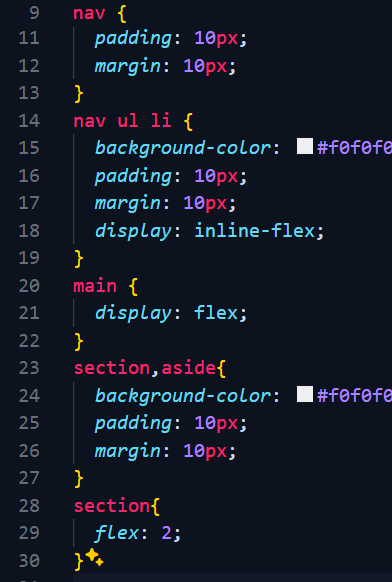 9 nav {
11 padding: 10px;
12 margin: 10px;
13 }
14 nav ul li {
15 background-color: #f0f0f0
16 padding: 10px;
17 margin: 10px;
18 display: inline-flex;
19 }
20 main {
21 display: flex;
22 }
23 section,aside{
24 background-color: #f0f0f0
25 padding: 10px;
26 margin: 10px;
27 }
28 section{
29 flex: 2;
30 }